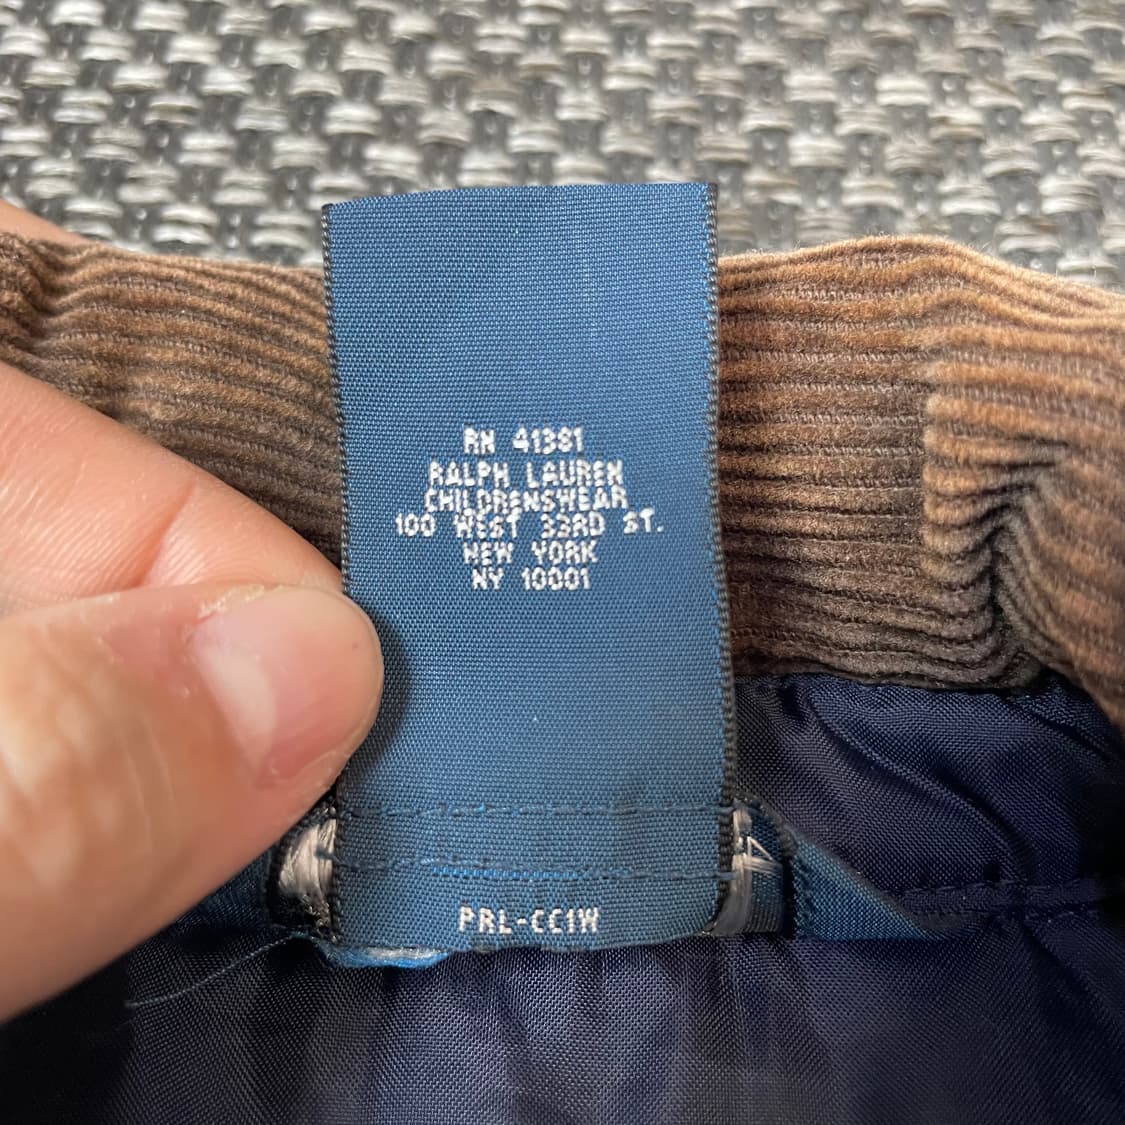 RN 41381
RALPH LAUREN
CHILDRENSWEAR
100 WEST 33RD ST.
NEW YORK
NY 10001
PRL-CC1W